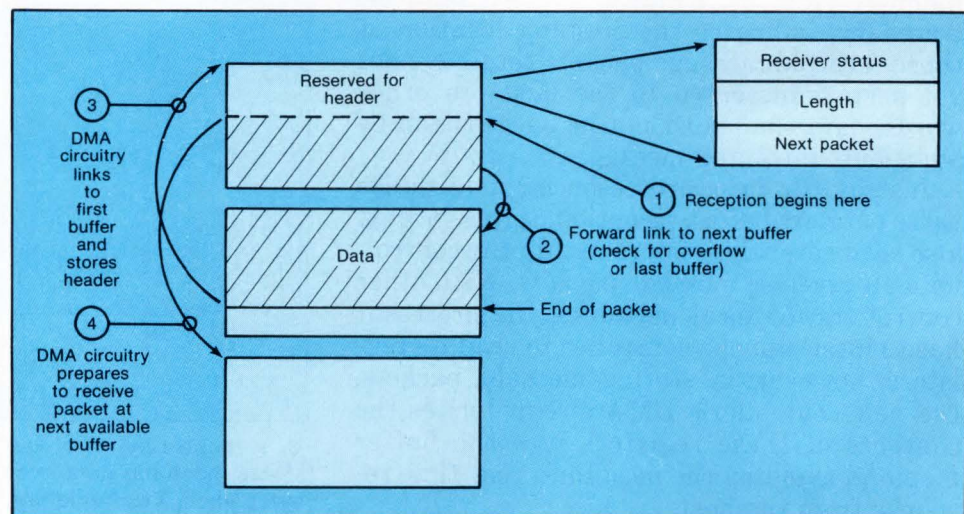 Reserved for
header
Receiver status
Length
Next packet
1
Reception begins here
2
Forward link to next buffer
(check for overflow
or last buffer)
3
DMA
circuitry
links
to
first
buffer
and
stores
header
Data
End of packet
4
DMA circuitry
prepares
to receive
packet at
next available
buffer